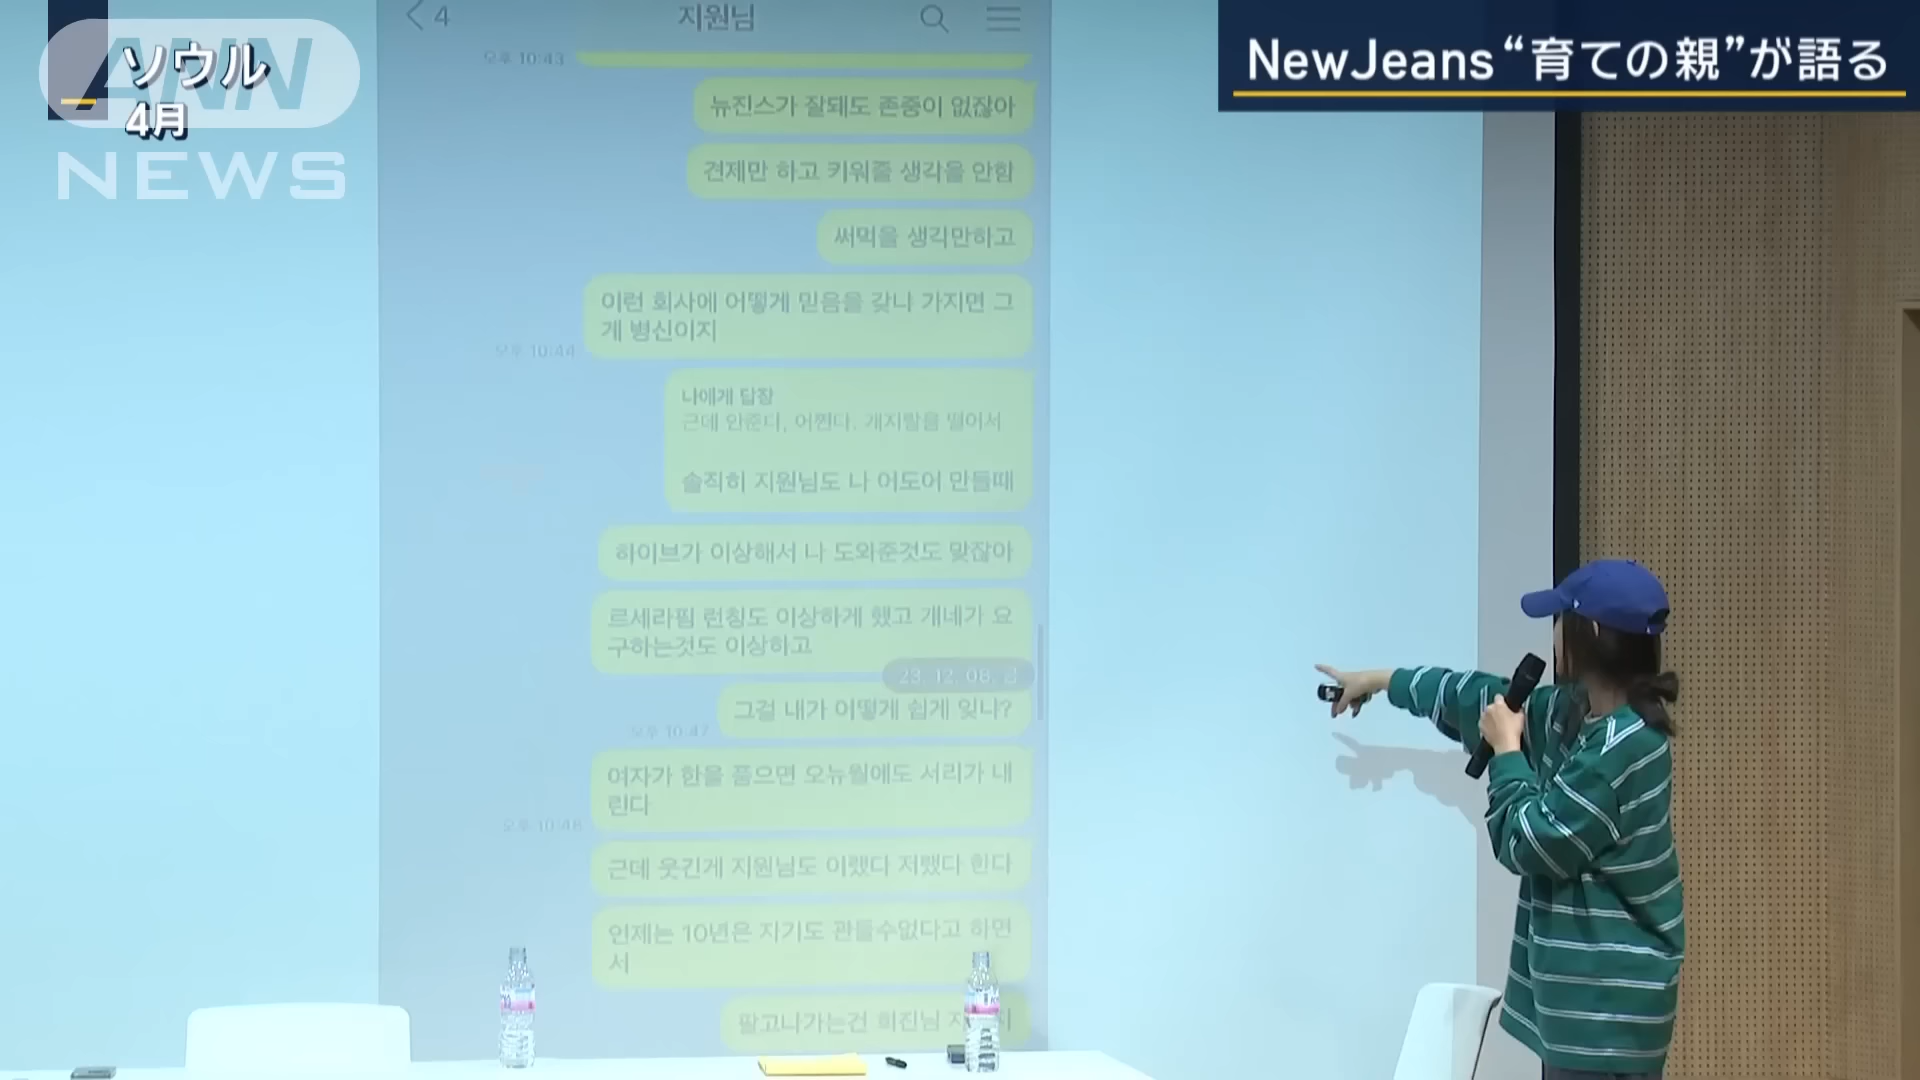 ANN
NEWS
ソウル
4月
NewJeans“育ての親”が語る
4
지원님
오후 10:43
뉴진스가 잘돼도 존중이 없잖아
견제만 하고 키워줄 생각을 안함
써먹을 생각만하고
이런 회사에 어떻게 믿음을 갖냐 가지면 그
게 병신이지
오후 10:44
나에게 답장
근데 안준다, 어쩐다. 개지랄을 떨어서
솔직히 지원님도 나 어도어 만들때
하이브가 이상해서 나 도와준것도 맞잖아
르세라핌 런칭도 이상하게 했고 걔네가 요
구하는것도 이상하고
23. 12. 08. 금
그걸 내가 어떻게 쉽게 잊냐?
오후 10:47
여자가 한을 품으면 오뉴월에도 서리가 내
린다
오후 10:48
근데 웃긴게 지원님도 이랬다 저랬다 한다
언제는 10년은 자기도 관둘수없다고 하면
서
팔고나가는건 희진님